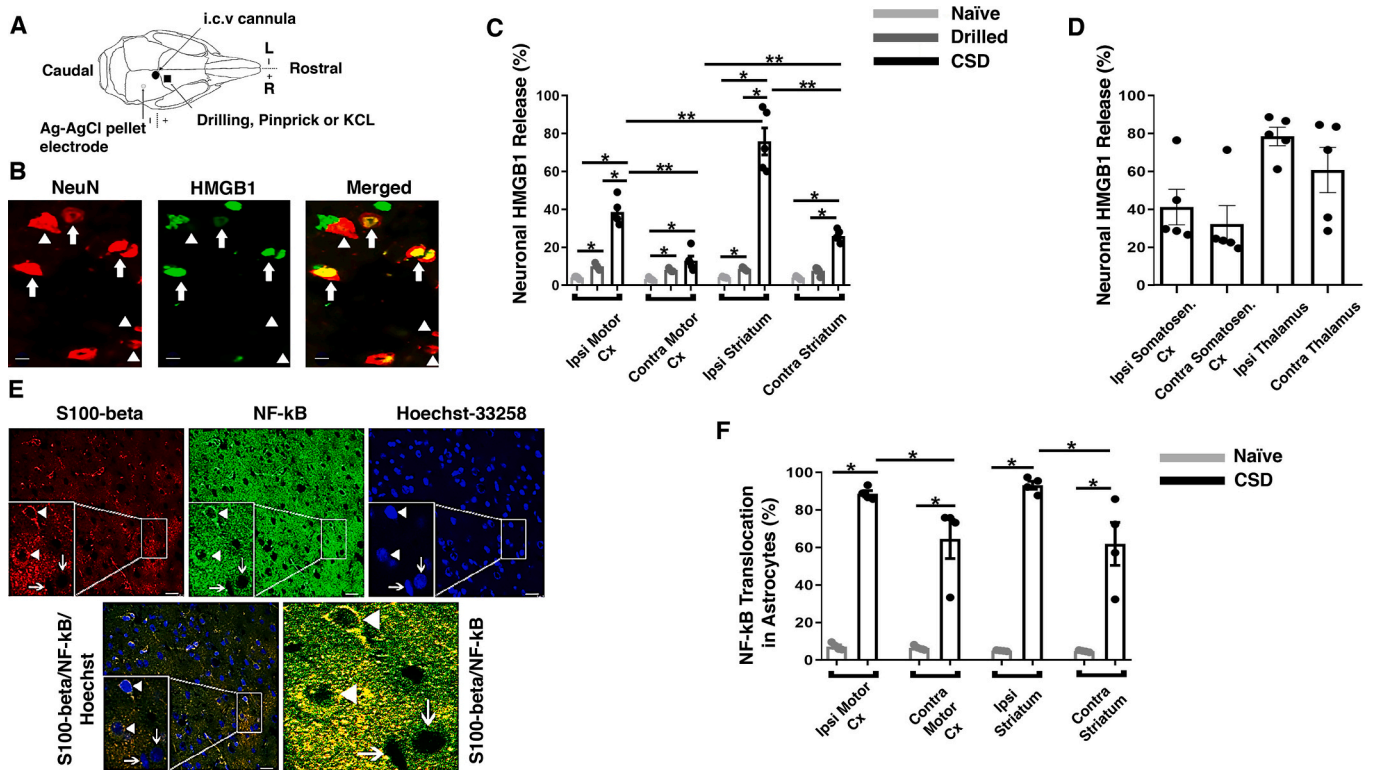 A
i.c.v cannula
L
-
Caudal
Rostral
+
R
Ag-AgCl pellet
electrode
- +
Drilling, Pinprick or KCL
B
NeuN
HMGB1
Merged
C
Naïve
Drilled
CSD
Neuronal HMGB1 Release (%)
100
80
60
40
20
0
**
* **
*
**
* **
*
* *
* *
* * *
Ipsi Motor
Cx
Contra Motor
Cx
Ipsi Striatum
Contra Striatum
D
Neuronal HMGB1 Release (%)
100
80
60
40
20
0
Ipsi Somatosen.
Cx
Contra Somatosen.
Cx
Ipsi Thalamus
Contra Thalamus
E
S100-beta
NF-kB
Hoechst-33258
S100-beta/NF-kB/
Hoechst
S100-beta/NF-kB
F
Naïve
CSD
NF-kB Translocation
in Astrocytes (%)
100
80
60
40
20
0
* * * *
* *
Ipsi Motor
Cx
Contra
Motor
Cx
Ipsi
Striatum
Contra
Striatum